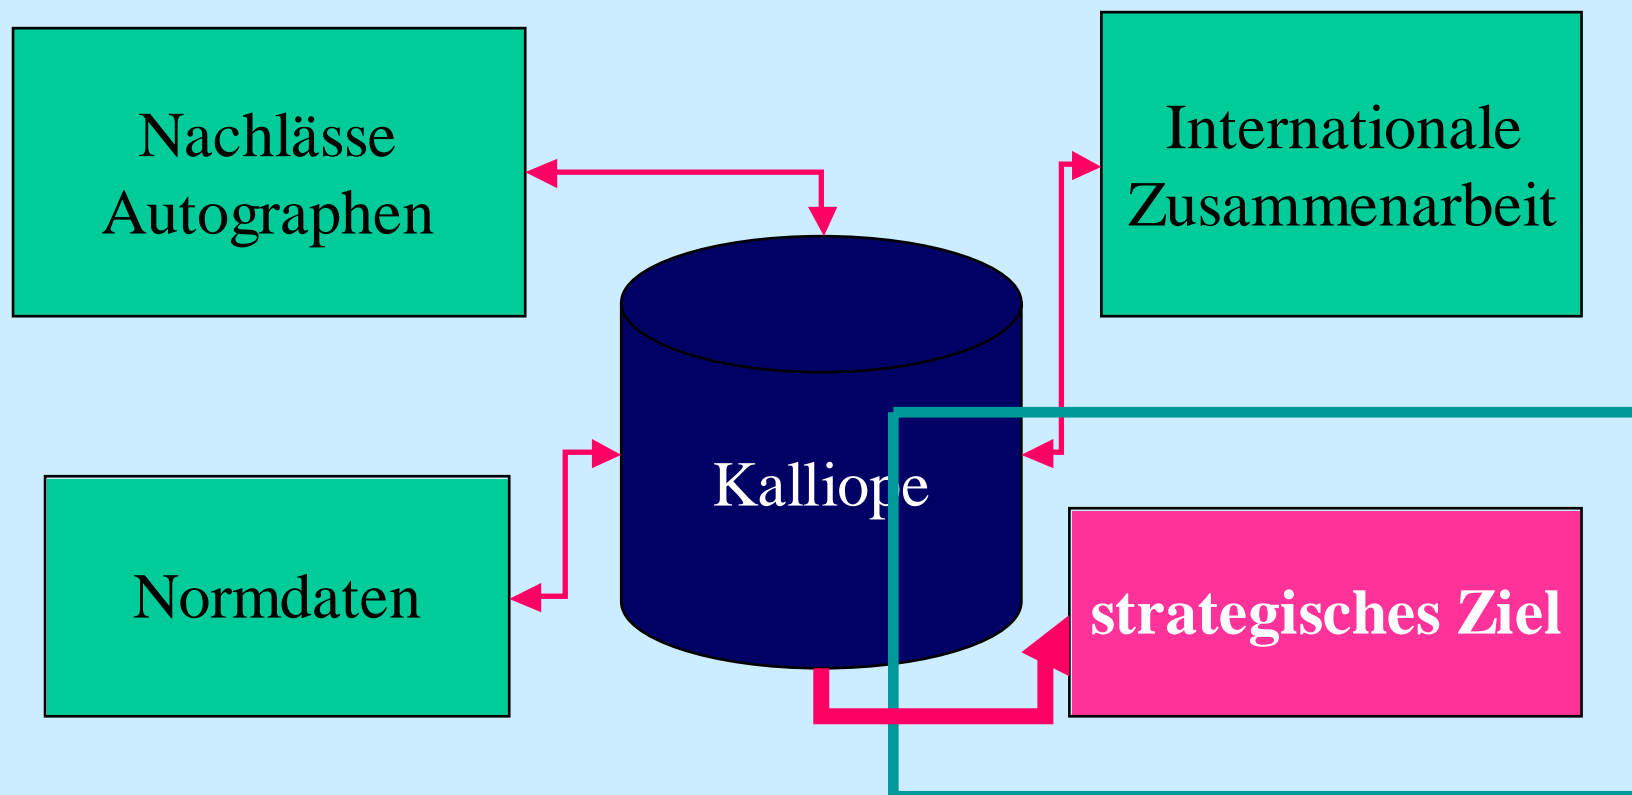 Nachlässe
Autographen
Internationale
Zusammenarbeit
Kalliope
Normdaten
strategisches Ziel